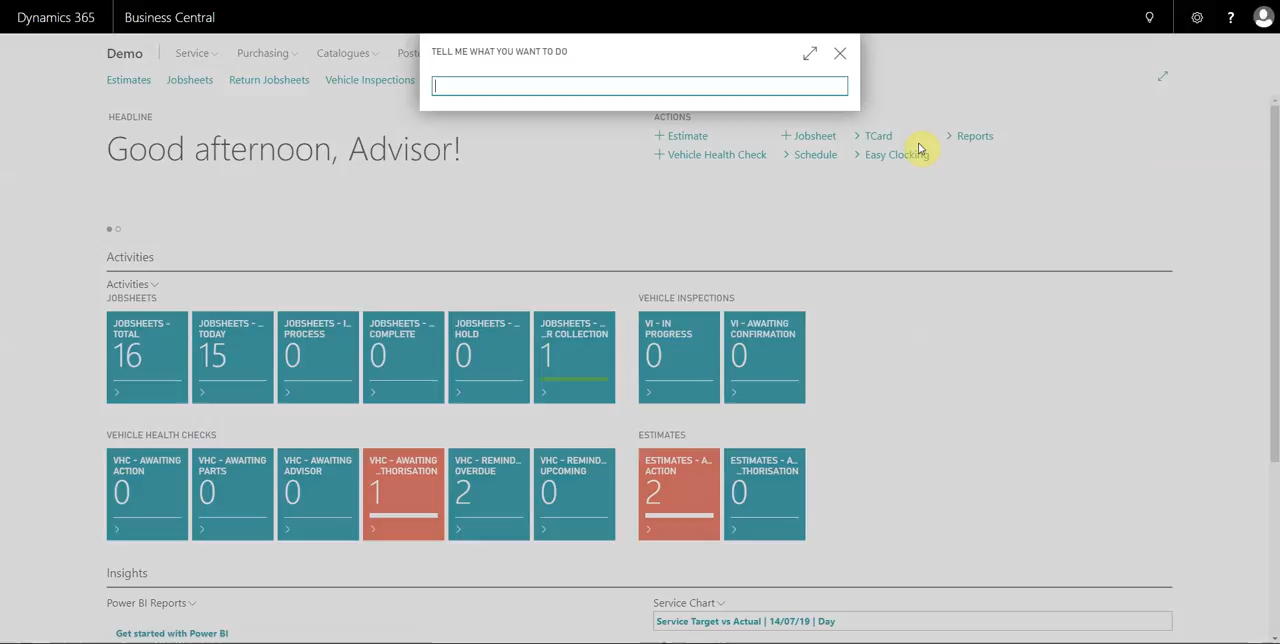 Dynamics 365
Business Central
?
TELL ME WHAT YOU WANT TO DO
Demo
Service
Purchasing
Catalogues
Post
Estimates
Jobsheets
Return Jobsheets
Vehicle Inspections
HEADLINE
Good afternoon, Advisor!
ACTIONS
+ Estimate
+ Jobsheet
> TCard
> Reports
+ Vehicle Health Check
> Schedule
> Easy Clocking
Activities
Activities
JOBSHEETS
JOBSHEETS - TOTAL
16
JOBSHEETS - ... TODAY
15
JOBSHEETS - I... PROCESS
0
JOBSHEETS - ... COMPLETE
0
JOBSHEETS - ... HOLD
0
JOBSHEETS - ... ...R COLLECTION
1
VEHICLE INSPECTIONS
VI - IN PROGRESS
0
VI - AWAITING CONFIRMATION
0
VEHICLE HEALTH CHECKS
VHC - AWAITING ACTION
0
VHC - AWAITING PARTS
0
VHC - AWAITING ADVISOR
0
VHC - AWAITING ...THORISATION
1
VHC - REMIND... OVERDUE
2
VHC - REMIND... UPCOMING
0
ESTIMATES
ESTIMATES - A... ACTION
2
ESTIMATES - A... ...THORISATION
0
Insights
Power BI Reports
Get started with Power BI
Service Chart
Service Target vs Actual | 14/07/19 | Day